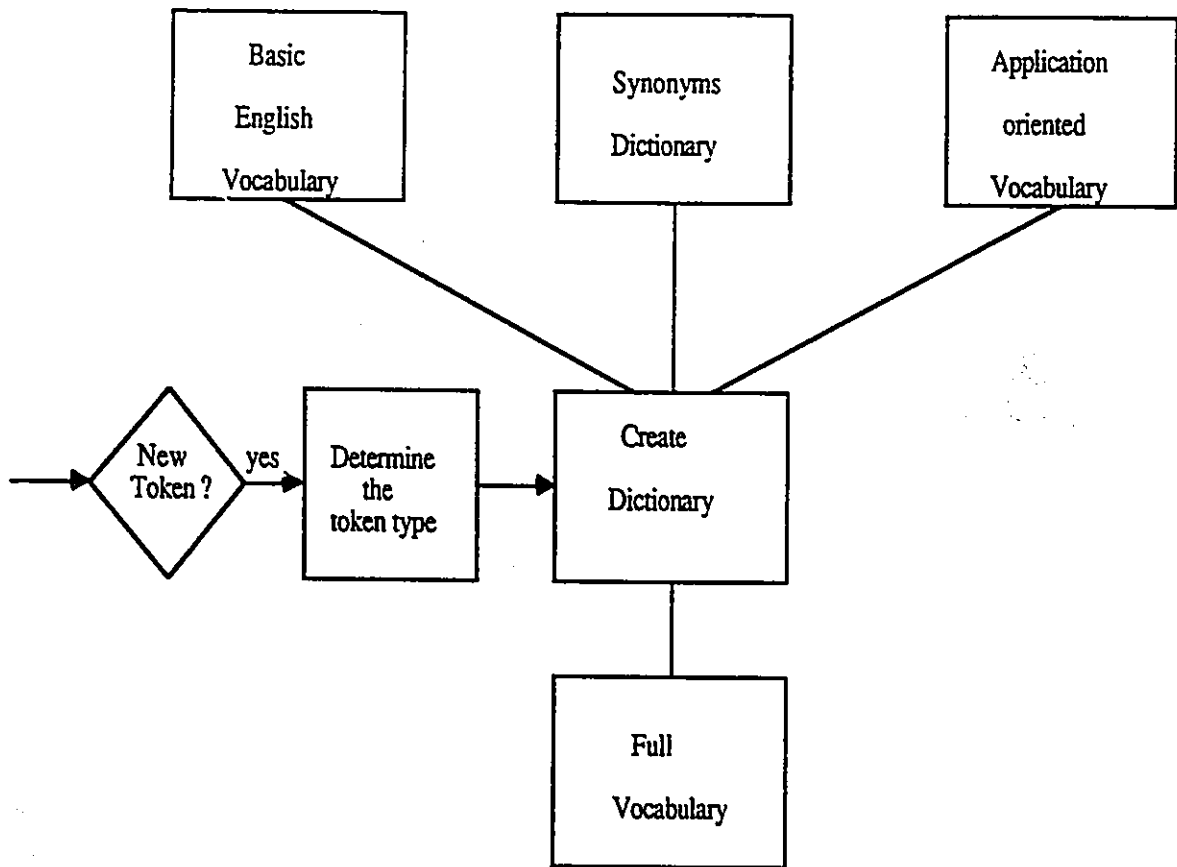 Basic
English
Vocabulary
Synonyms
Dictionary
Application
oriented
Vocabulary
New
Token ?
yes
Determine
the
token type
Create
Dictionary
Full
Vocabulary